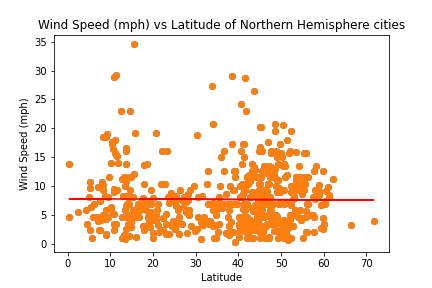 Wind Speed (mph) vs Latitude of Northern Hemisphere cities
Wind Speed (mph)
35
30
25
20
15
10
5
0
0 10 20 30 40 50 60 70
Latitude